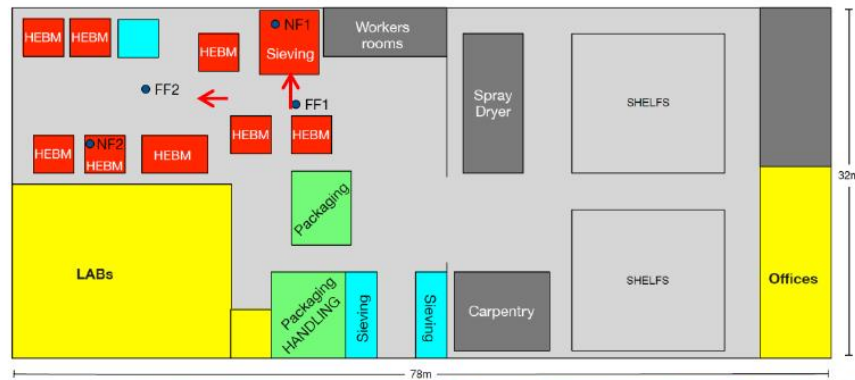 NF1
HEBM
HEBM
HEBM
Sieving
Workers
rooms
FF2
FF1
Spray
Dryer
SHELFS
HEBM
NF2
HEBM
HEBM
HEBM
HEBM
32m
Packaging
LABs
Packaging
HANDLING
Sieving
Sieving
Carpentry
SHELFS
Offices
78m